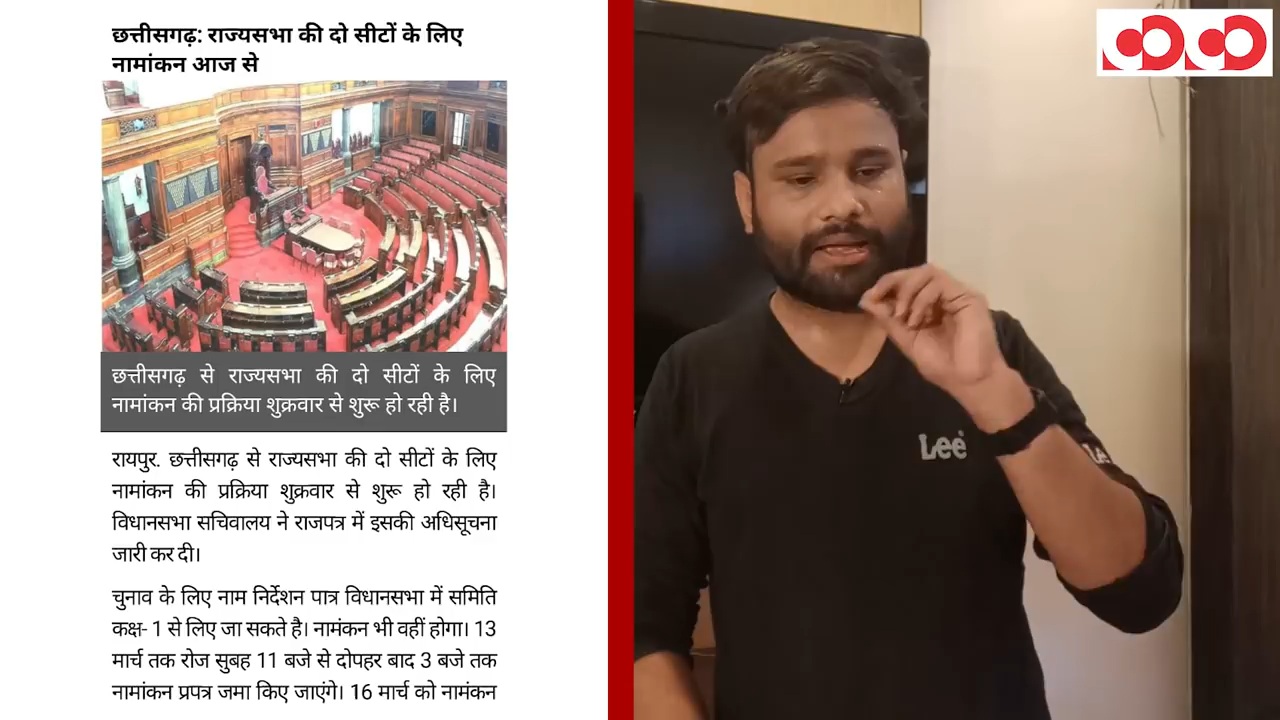 छत्तीसगढ़: राज्यसभा की दो सीटों के लिए
नामांकन आज से
छत्तीसगढ़ से राज्यसभा की दो सीटों के लिए
नामांकन की प्रक्रिया शुक्रवार से शुरू हो रही है।
रायपुर. छत्तीसगढ़ से राज्यसभा की दो सीटों के लिए
नामांकन की प्रक्रिया शुक्रवार से शुरू हो रही है।
विधानसभा सचिवालय ने राजपत्र में इसकी अधिसूचना
जारी कर दी।
चुनाव के लिए नाम निर्देशन पात्र विधानसभा में समिति
कक्ष- 1 से लिए जा सकते है। नामंकन भी वहीं होगा। 13
मार्च तक रोज सुबह 11 बजे से दोपहर बाद 3 बजे तक
नामांकन प्रपत्र जमा किए जाएंगे। 16 मार्च को नामंकन
Lee